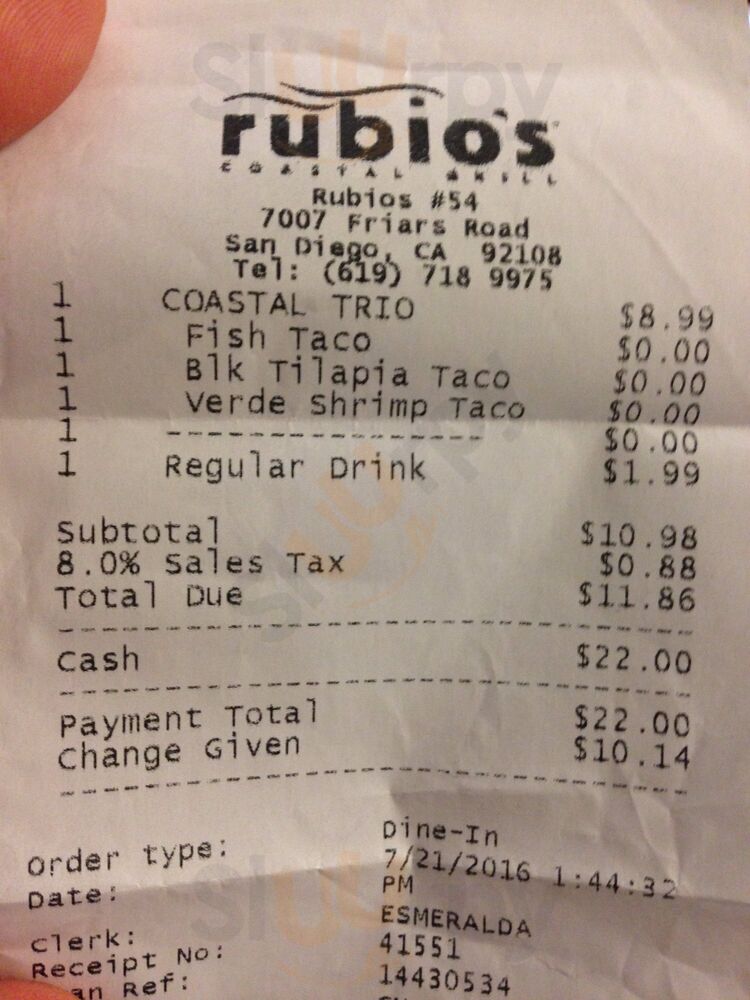 rubio's
COASTAL GRILL
Rubios #54
7007 Friars Road
San Diego, CA 92108
Tel: (619) 718 9975
1 COASTAL TRIO $8.99
1 Fish Taco $0.00
1 Blk Tilapia Taco $0.00
1 Verde Shrimp Taco $0.00
1 ----------------- $0.00
1 Regular Drink $1.99
Subtotal $10.98
8.0% Sales Tax $0.88
Total Due $11.86
Cash $22.00
Payment Total $22.00
Change Given $10.14
Order type: Dine-In
Date: 7/21/2016 1:44:32
PM
Clerk: ESMERALDA
Receipt No: 41551
Ref: 14430534